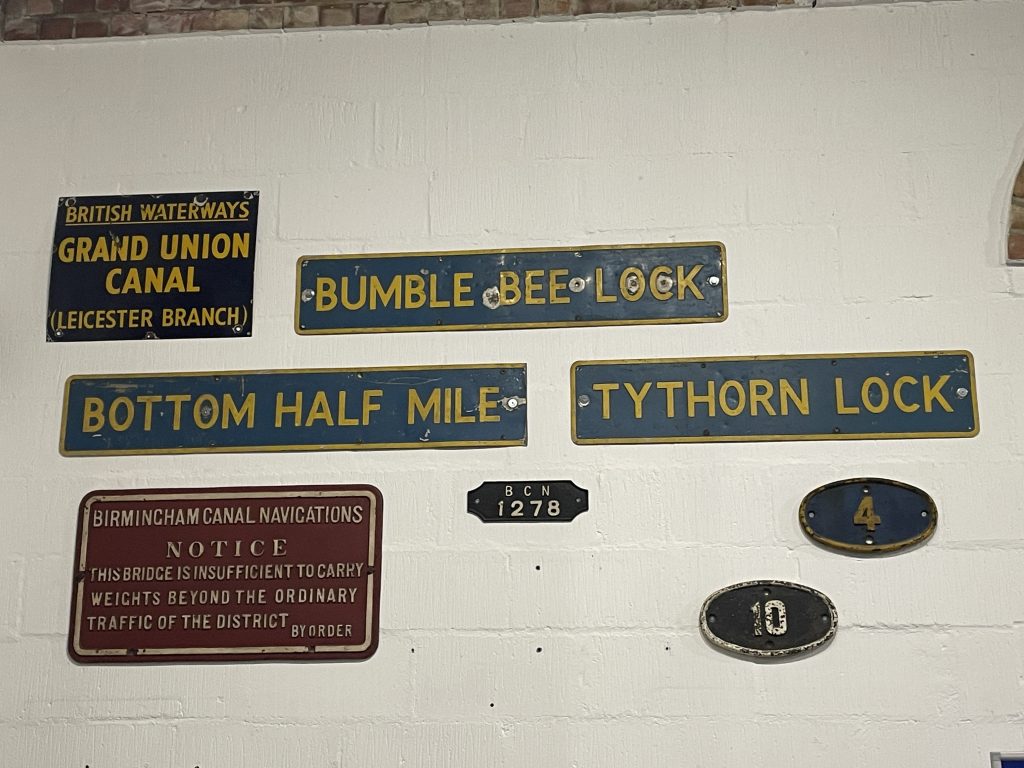 BRITISH WATERWAYS
GRAND UNION
CANAL
(LEICESTER BRANCH)
BUMBLE BEE LOCK
BOTTOM HALF MILE
TYTHORN LOCK
BIRMINGHAM CANAL NAVIGATIONS
NOTICE
THIS BRIDGE IS INSUFFICIENT TO CARRY
WEIGHTS BEYOND THE ORDINARY
TRAFFIC OF THE DISTRICT
BY ORDER
BCN
1278
4
10